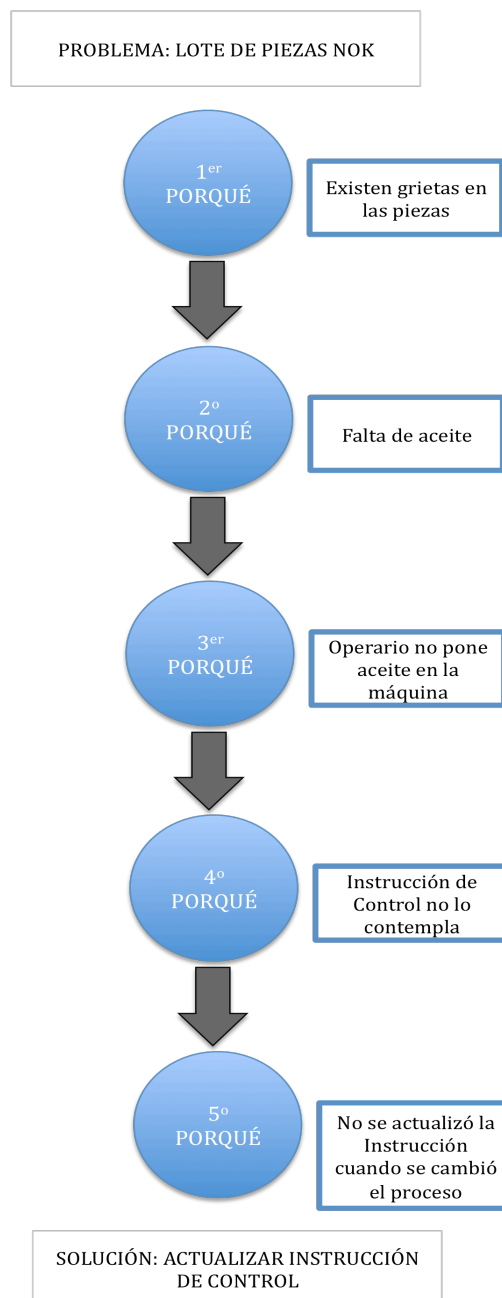 PROBLEMA: LOTE DE PIEZAS NOK
1er
PORQUÉ
Existen grietas en
las piezas
2º
PORQUÉ
Falta de aceite
3er
PORQUÉ
Operario no pone
aceite en la
máquina
4º
PORQUÉ
Instrucción de
Control no lo
contempla
5º
PORQUÉ
No se actualizó la
Instrucción
cuando se cambió
el proceso
SOLUCIÓN: ACTUALIZAR INSTRUCCIÓN
DE CONTROL